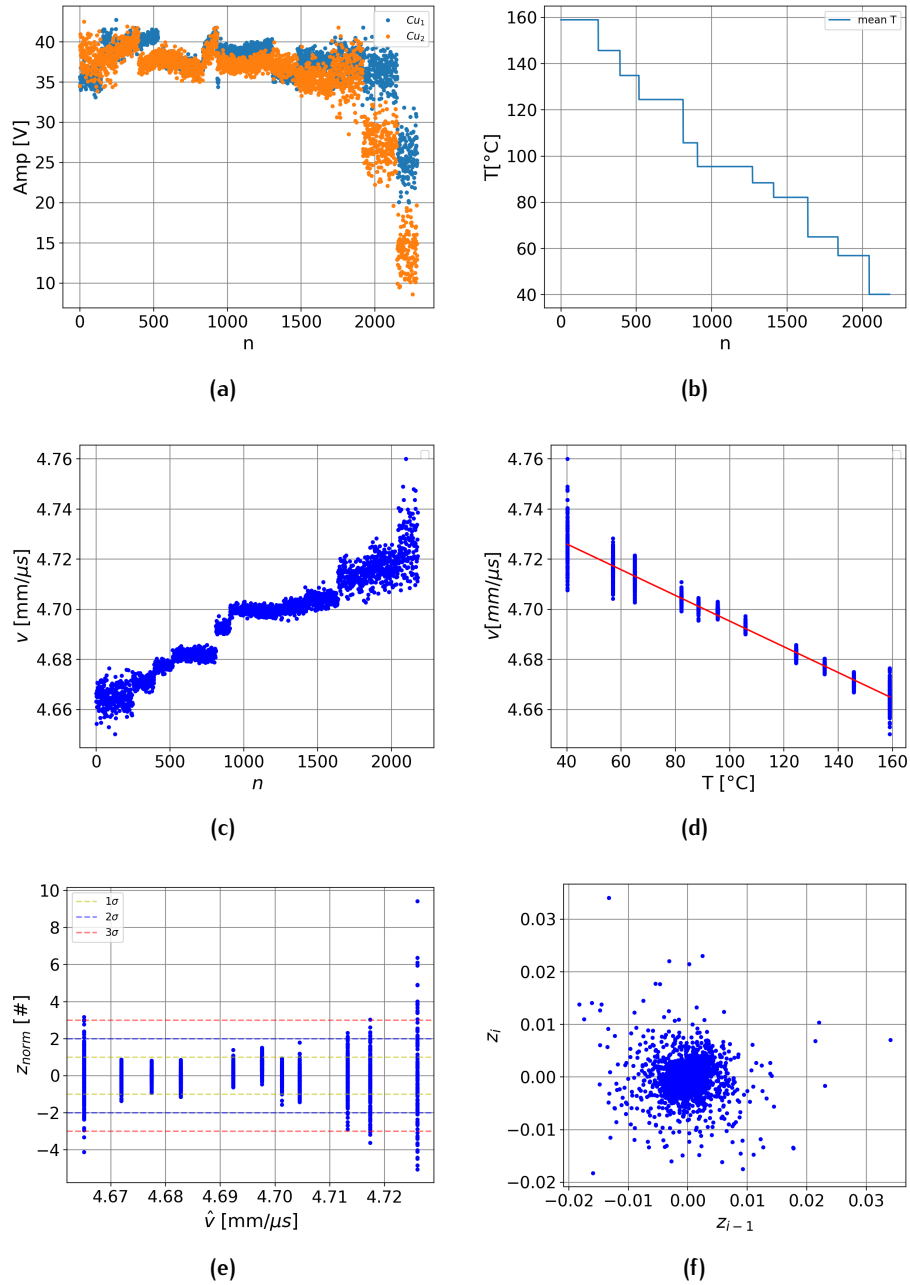 Cu₁
Cu₂
40
35
30
25
20
15
10
Amp [V]
0 500 1000 1500 2000
n
(a)
mean T
160
140
120
100
80
60
40
T[°C]
0 500 1000 1500 2000
n
(b)
4.76
4.74
4.72
4.70
4.68
4.66
v [mm/μs]
0 500 1000 1500 2000
n
(c)
4.76
4.74
4.72
4.70
4.68
4.66
v[mm/μs]
40 60 80 100 120 140 160
T [°C]
(d)
1σ
2σ
3σ
10
8
6
4
2
0
−2
−4
z_norm [#]
4.67 4.68 4.69 4.70 4.71 4.72
v̂ [mm/μs]
(e)
0.03
0.02
0.01
0.00
−0.01
−0.02
zᵢ
−0.02 −0.01 0.00 0.01 0.02 0.03
zᵢ₋₁
(f)